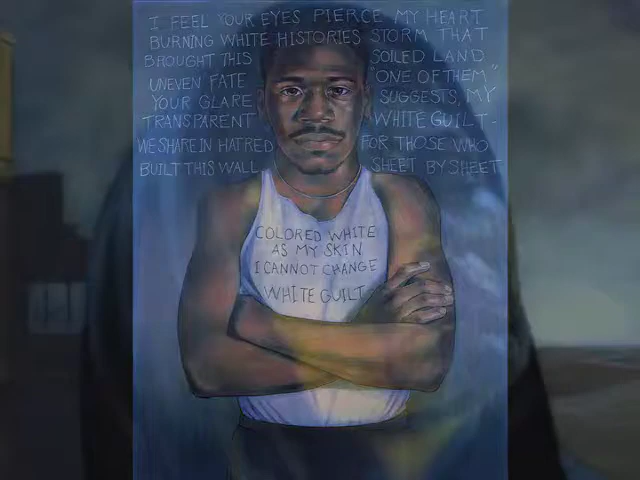 I FEEL YOUR EYES PIERCE MY HEART
BURNING WHITE HISTORIES STORM THAT
BROUGHT THIS SOILED LAND
UNEVEN FATE "ONE OF THEM"
YOUR GLARE SUGGESTS, MY
TRANSPARENT WHITE GUILT-
WE SHARE IN HATRED FOR THOSE WHO
BUILT THIS WALL SHEET BY SHEET
COLORED WHITE
AS MY SKIN
I CANNOT CHANGE
WHITE GUILT